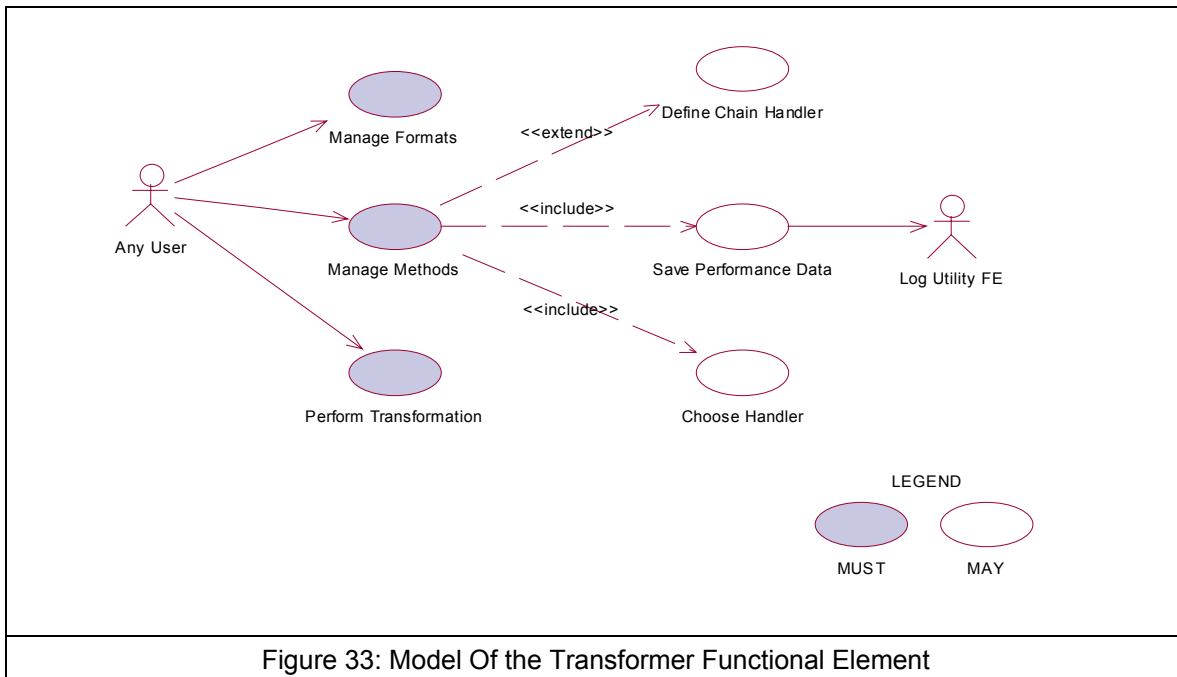 Define Chain Handler
Manage Formats
<<extend>>
<<include>>
Any User
Manage Methods
Save Performance Data
Log Utility FE
<<include>>
Perform Transformation
Choose Handler
LEGEND
MUST
MAY
Figure 33: Model Of the Transformer Functional Element